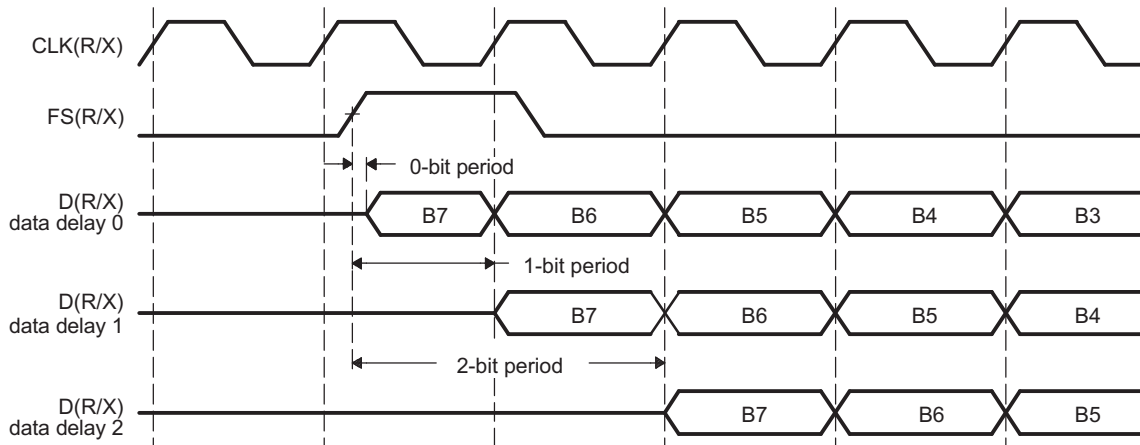 CLK(R/X)
FS(R/X)
0-bit period
D(R/X)
data delay 0
B7 B6 B5 B4 B3
1-bit period
D(R/X)
data delay 1
B7 B6 B5 B4
2-bit period
D(R/X)
data delay 2
B7 B6 B5